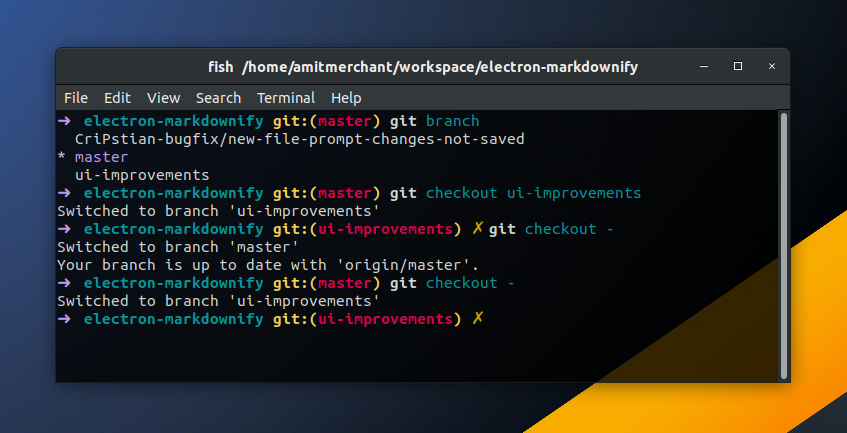 fish /home/amitmerchant/workspace/electron-markdownify
File Edit View Search Terminal Help
➜ electron-markdownify git:(master) git branch
CriPstian-bugfix/new-file-prompt-changes-not-saved
* master
ui-improvements
➜ electron-markdownify git:(master) git checkout ui-improvements
Switched to branch 'ui-improvements'
➜ electron-markdownify git:(ui-improvements) ✗ git checkout -
Switched to branch 'master'
Your branch is up to date with 'origin/master'.
➜ electron-markdownify git:(master) git checkout -
Switched to branch 'ui-improvements'
➜ electron-markdownify git:(ui-improvements) ✗